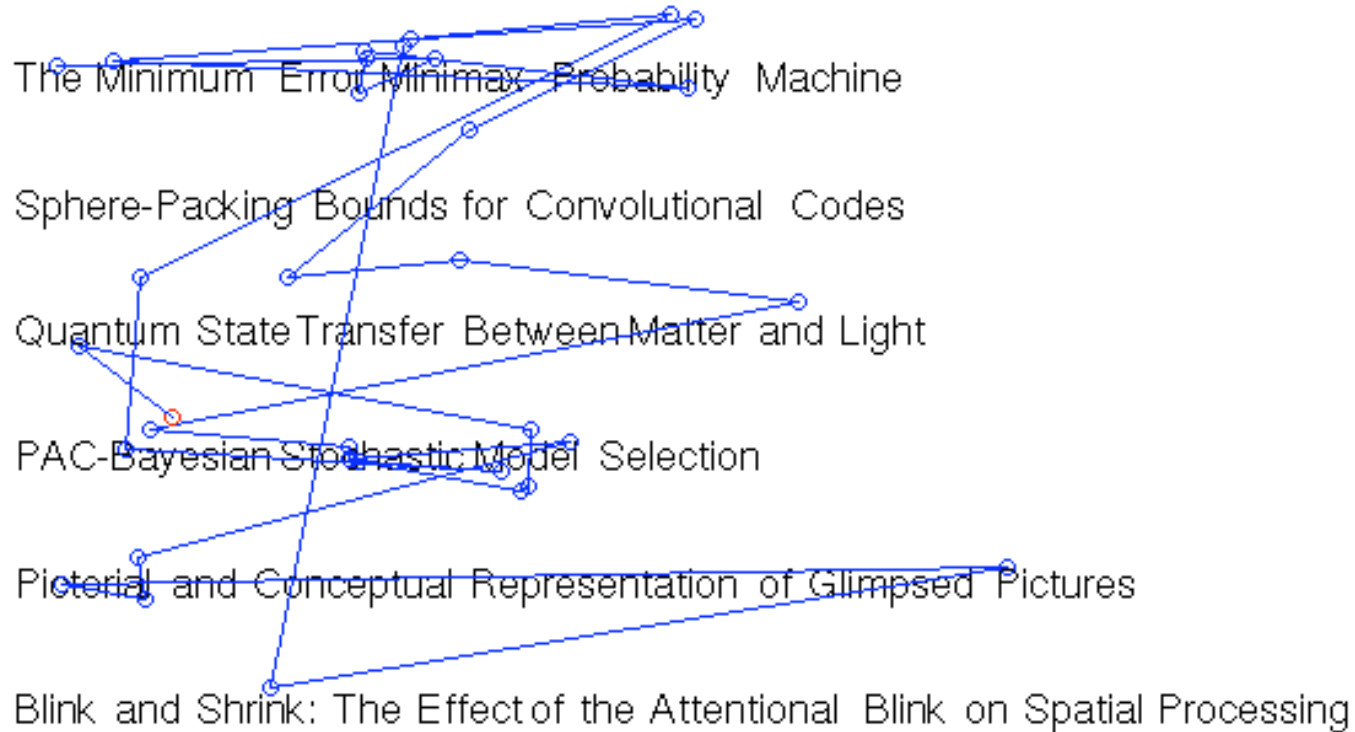 The Minimum Error Minimax Probability Machine
Sphere-Packing Bounds for Convolutional Codes
Quantum State Transfer Between Matter and Light
PAC-Bayesian Stochastic Model Selection
Pictorial and Conceptual Representation of Glimpsed Pictures
Blink and Shrink: The Effect of the Attentional Blink on Spatial Processing